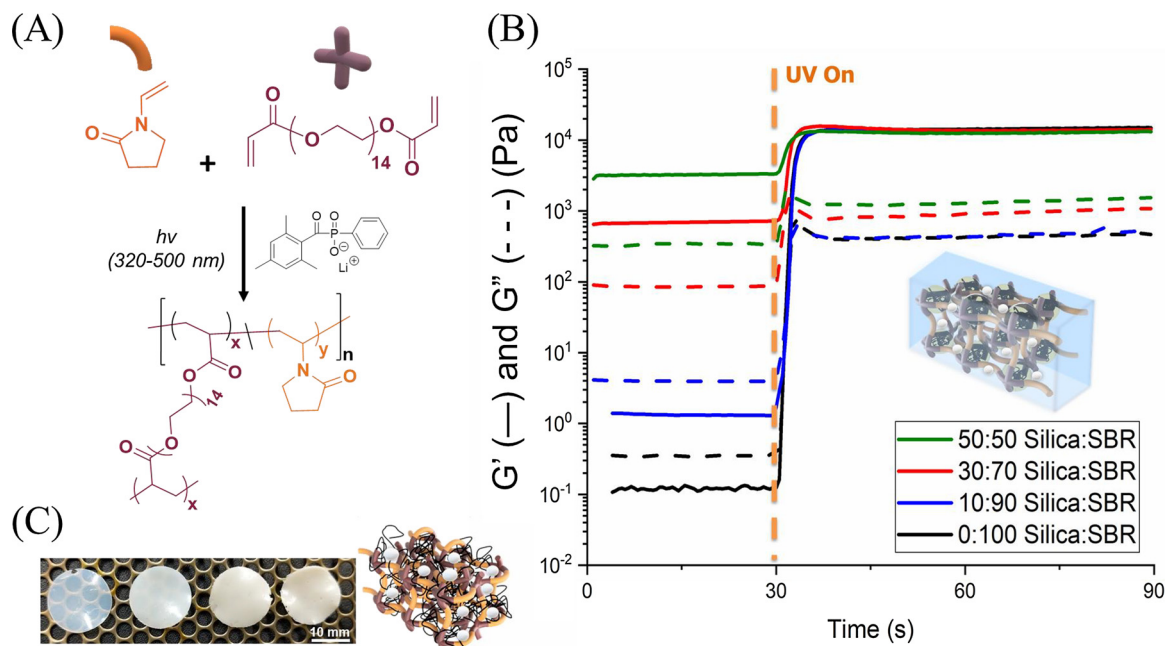 (A)
N
O
+
O
O
O
14
O
O
hv
(320-500 nm)
O
O
P
O⊖
Li⊕
x
y
n
O
O
N
O
14
O
O
x
(B)
UV On
G' (—) and G" (- - -) (Pa)
10⁵
10⁴
10³
10²
10¹
10⁰
10⁻¹
10⁻²
50:50 Silica:SBR
30:70 Silica:SBR
10:90 Silica:SBR
0:100 Silica:SBR
0
30
60
90
Time (s)
(C)
10 mm